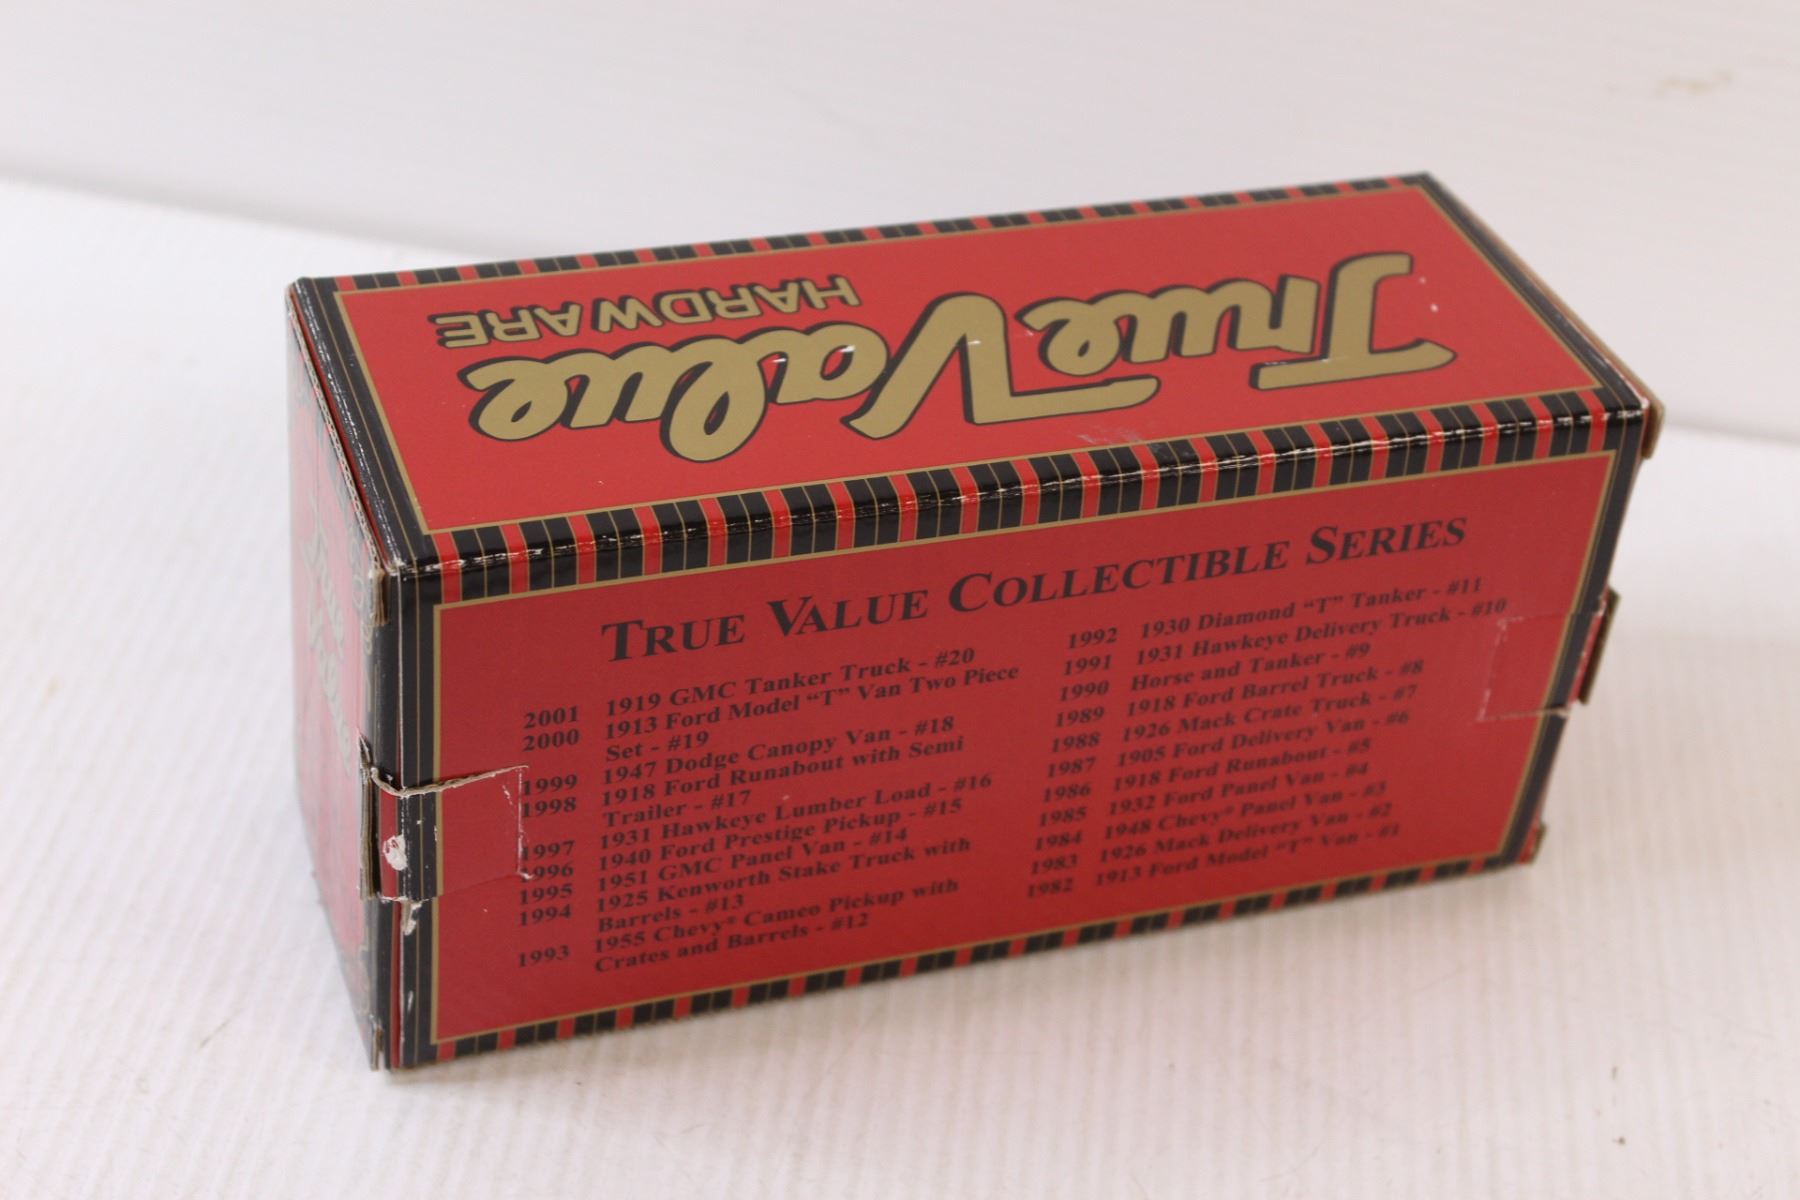 True Value
HARDWARE
TRUE VALUE COLLECTIBLE SERIES
2001 1919 GMC Tanker Truck - #20
2000 1913 Ford Model “T” Van Two Piece
Set - #19
1999 1947 Dodge Canopy Van - #18
1998 1918 Ford Runabout with Semi
Trailer - #17
1997 1931 Hawkeye Lumber Load - #16
1996 1940 Ford Prestige Pickup - #15
1995 1951 GMC Panel Van - #14
1994 1925 Kenworth Stake Truck with
Barrels - #13
1993 1955 Chevy® Cameo Pickup with
Crates and Barrels - #12
1992 1930 Diamond “T” Tanker - #11
1991 1931 Hawkeye Delivery Truck - #10
1990 Horse and Tanker - #9
1989 1918 Ford Barrel Truck - #8
1988 1926 Mack Crate Truck - #7
1987 1905 Ford Delivery Van - #6
1986 1918 Ford Runabout - #5
1985 1932 Ford Panel Van - #4
1984 1948 Chevy® Panel Van - #3
1983 1926 Mack Delivery Van - #2
1982 1913 Ford Model “T” Van - #1
True
Value